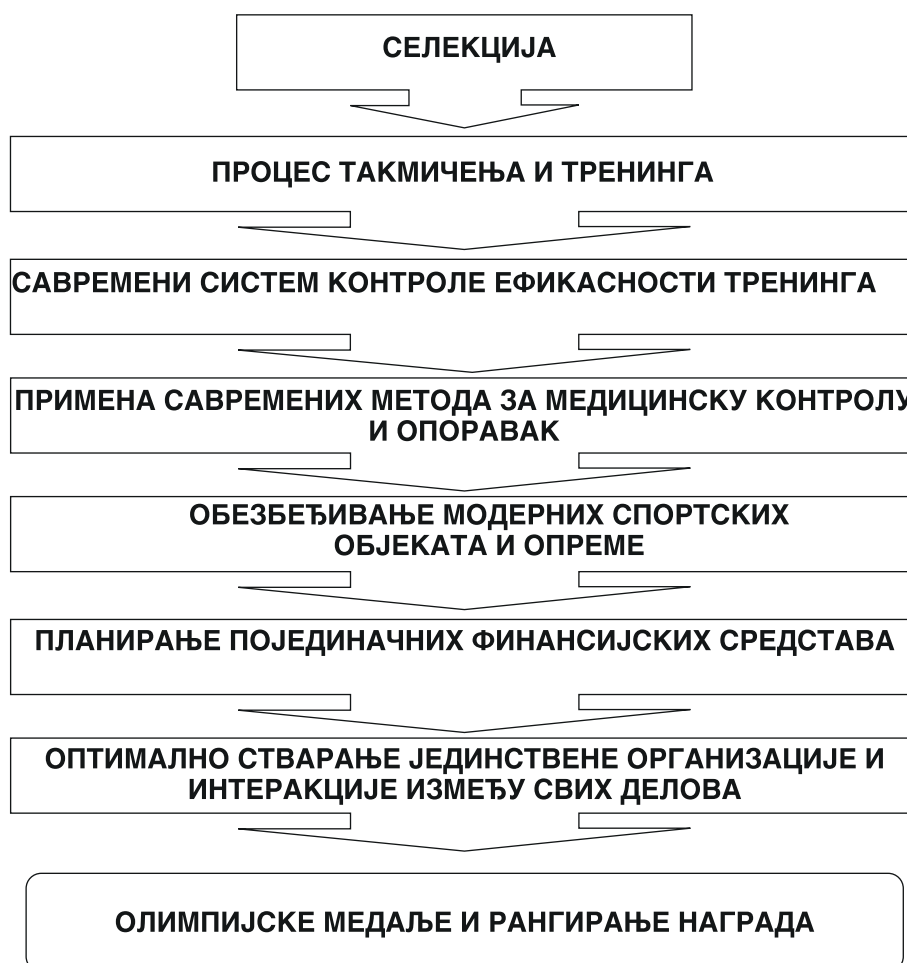 СЕЛЕКЦИЈА
ПРОЦЕС ТАКМИЧЕЊА И ТРЕНИНГА
САВРЕМЕНИ СИСТЕМ КОНТРОЛЕ ЕФИКАСНОСТИ ТРЕНИНГА
ПРИМЕНА САВРЕМЕНИХ МЕТОДА ЗА МЕДИЦИНСКУ КОНТРОЛУ
И ОПОРАВАК
ОБЕЗБЕЂИВАЊЕ МОДЕРНИХ СПОРТСКИХ
ОБЈЕКАТА И ОПРЕМЕ
ПЛАНИРАЊЕ ПОЈЕДИНАЧНИХ ФИНАНСИЈСКИХ СРЕДСТАВА
ОПТИМАЛНО СТВАРАЊЕ ЈЕДИНСТВЕНЕ ОРГАНИЗАЦИЈЕ И
ИНТЕРАКЦИЈЕ ИЗМЕЂУ СВИХ ДЕЛОВА
ОЛИМПИЈСКЕ МЕДАЉЕ И РАНГИРАЊЕ НАГРАДА